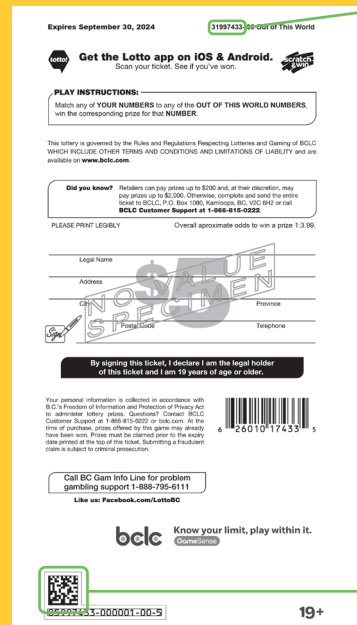 Expires September 30, 2024
31997433- Out of This World
lotto!
Get the Lotto app on iOS & Android.
Scan your ticket. See if you've won.
scratch & win
PLAY INSTRUCTIONS:
Match any of YOUR NUMBERS to any of the OUT OF THIS WORLD NUMBERS,
win the corresponding prize for that NUMBER.
This lottery is governed by the Rules and Regulations Respecting Lotteries and Gaming of BCLC
WHICH INCLUDE OTHER TERMS AND CONDITIONS AND LIMITATIONS OF LIABILITY and are
available on www.bclc.com.
Did you know? Retailers can pay prizes up to $200 and, at their discretion, may
pay prizes up to $2,000. Otherwise, complete and send the entire
ticket to BCLC, P.O. Box 1080, Kamloops, BC, V2C 6H2 or call
BCLC Customer Support at 1-866-815-0222.
PLEASE PRINT LEGIBLY Overall aproximate odds to win a prize 1:3.99.
$5
NO VALUE
SPECIMEN
Legal Name
Address
City Province
Postal Code Telephone
Sign
By signing this ticket, I declare I am the legal holder
of this ticket and I am 19 years of age or older.
Your personal information is collected in accordance with
B.C.'s Freedom of Information and Protection of Privacy Act
to administer lottery prizes. Questions? Contact BCLC
Customer Support at 1-866-815-0222 or bclc.com. At the
time of purchase, prizes offered by this game may already
have been won. Prizes must be claimed prior to the expiry
date printed at the top of this ticket. Submitting a fraudulent
claim is subject to criminal prosecution.
6 26010 17433 5
Call BC Gam Info Line for problem
gambling support 1-888-795-6111
Like us: Facebook.com/LottoBC
bclc
Know your limit, play within it.
GameSense
05997433-000001-00-5
19+